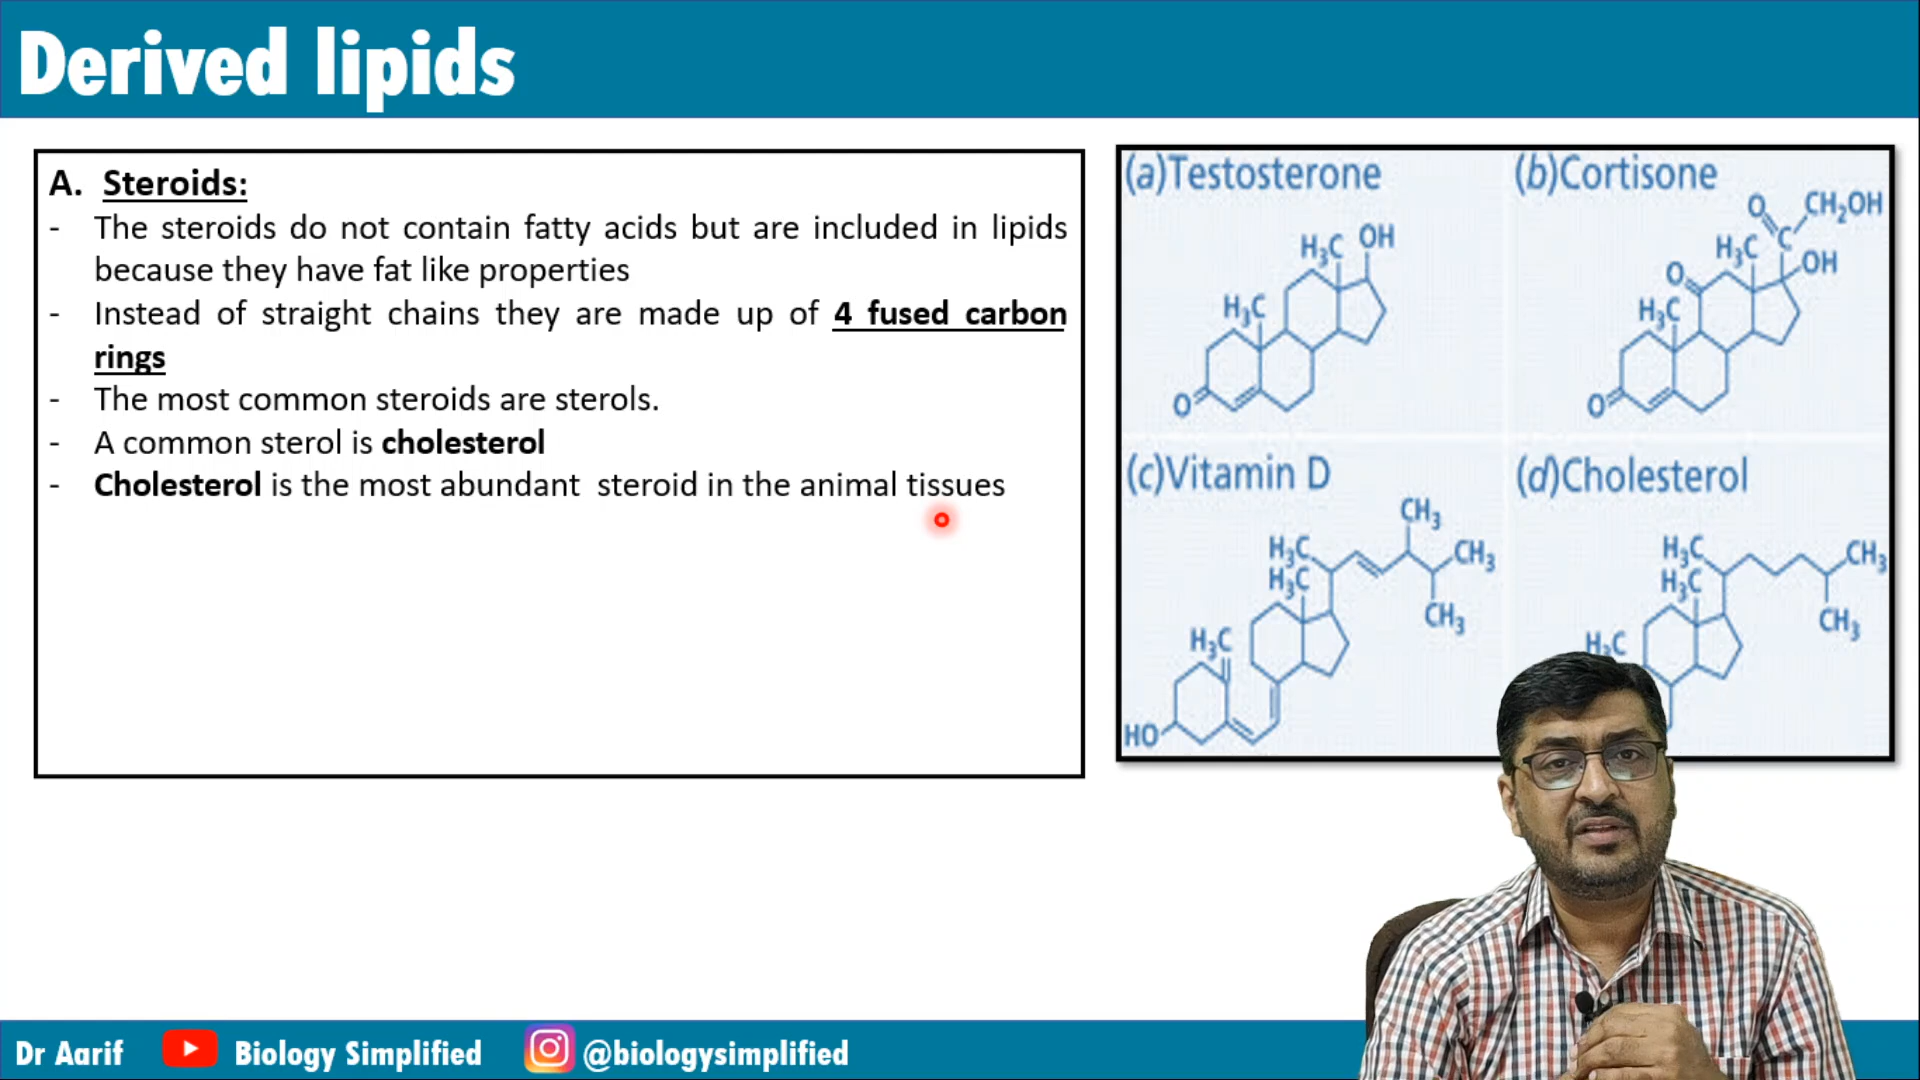 Derived lipids
A. Steroids:
- The steroids do not contain fatty acids but are included in lipids
because they have fat like properties
- Instead of straight chains they are made up of 4 fused carbon
rings
- The most common steroids are sterols.
- A common sterol is cholesterol
- Cholesterol is the most abundant steroid in the animal tissues
(a)Testosterone
H₃C OH
H₃C
O
(b)Cortisone
O CH₂OH
H₃C C
O OH
H₃C
O
(c)Vitamin D
CH₃
H₃C CH₃
H₃C
CH₃
H₃C
HO
(d)Cholesterol
H₃C CH₃
H₃C
CH₃
H₃C
Dr Aarif Biology Simplified @biologysimplified